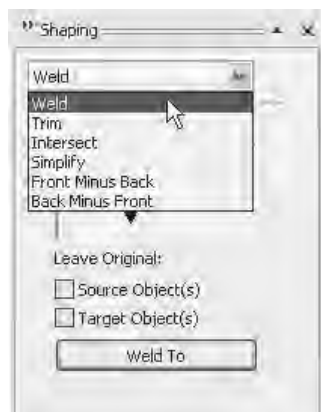 Shaping
Weld
Weld
Trim
Intersect
Simplify
Front Minus Back
Back Minus Front
Leave Original:
Source Object(s)
Target Object(s)
Weld To